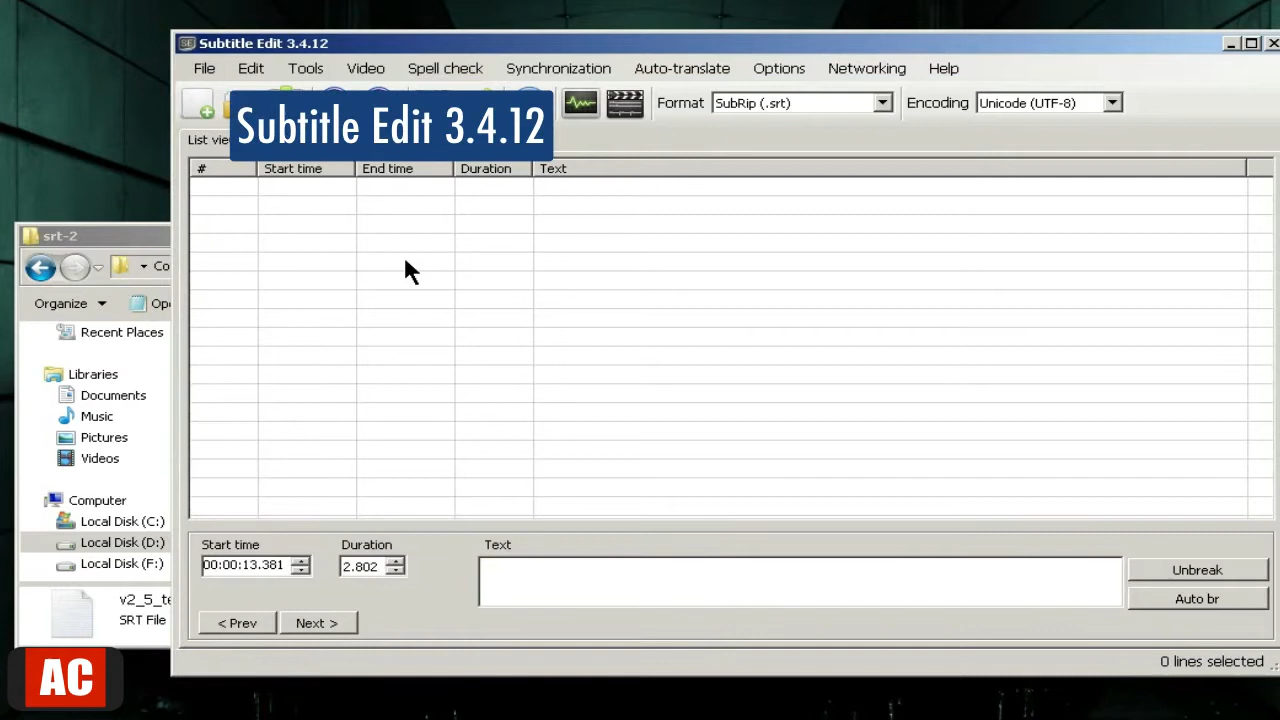 Subtitle Edit 3.4.12
File Edit Tools Video Spell check Synchronization Auto-translate Options Networking Help
Format SubRip (.srt) Encoding Unicode (UTF-8)
Subtitle Edit 3.4.12
List
# Start time End time Duration Text
srt-2
Co
Organize
Recent Places
Libraries
Documents
Music
Pictures
Videos
Computer
Local Disk (C:)
Local Disk (D:)
Local Disk (F:)
SRT File
Start time Duration Text
00:00:13.381 2.802
Unbreak
Auto br
< Prev Next >
0 lines selected
AC